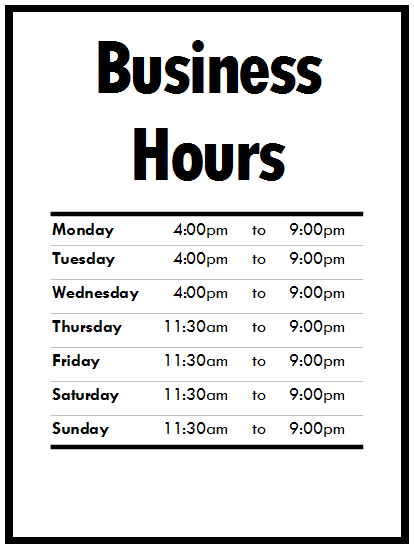 Business
Hours
Monday 4:00pm to 9:00pm
Tuesday 4:00pm to 9:00pm
Wednesday 4:00pm to 9:00pm
Thursday 11:30am to 9:00pm
Friday 11:30am to 9:00pm
Saturday 11:30am to 9:00pm
Sunday 11:30am to 9:00pm